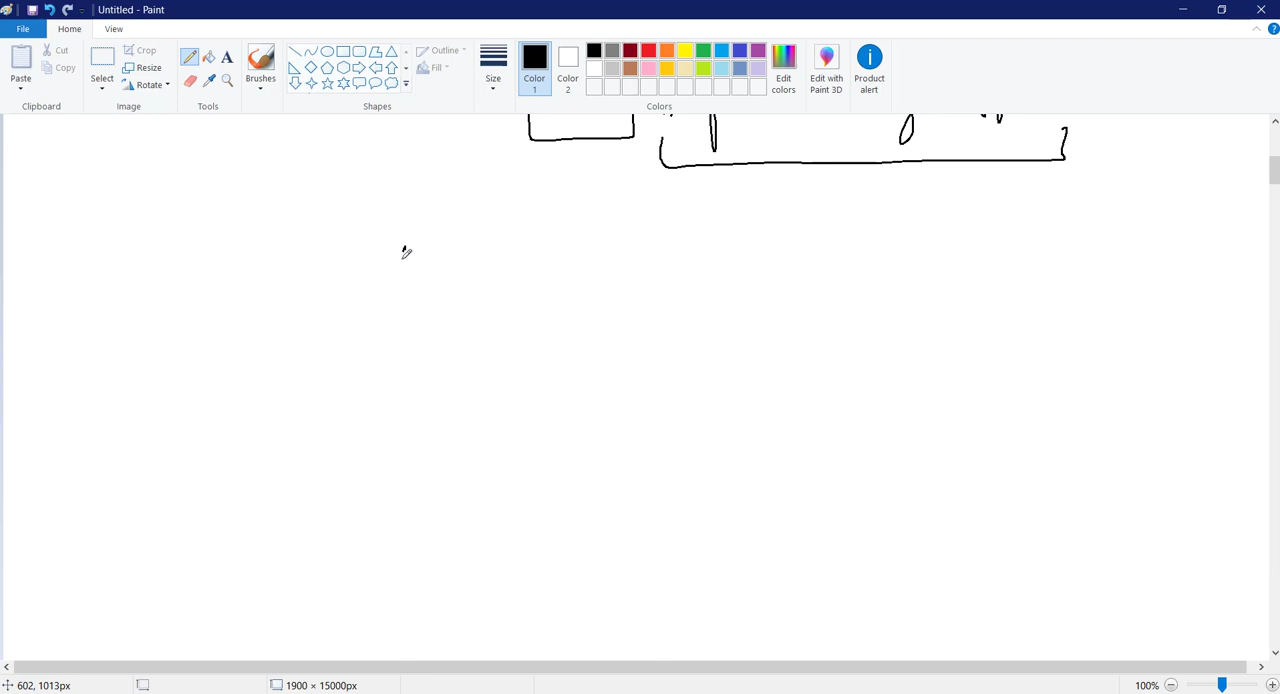 Untitled - Paint
File Home View
Paste Cut Copy
Clipboard
Select Crop Resize Rotate
Image
Tools
Brushes
Outline Fill
Shapes
Size
Color 1 Color 2
Edit colors
Colors
Edit with Paint 3D
Product alert
602, 1013px 1900 × 15000px 100%